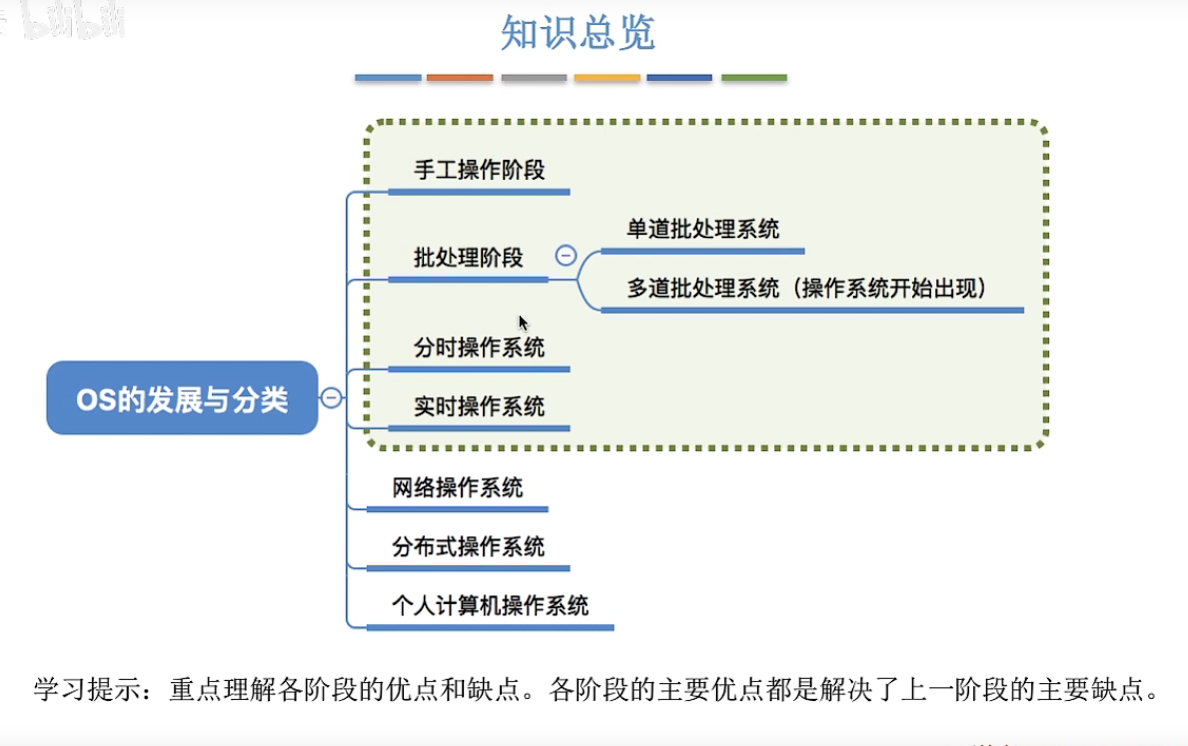 bilibili
知识总览
手工操作阶段
批处理阶段
单道批处理系统
多道批处理系统（操作系统开始出现）
分时操作系统
实时操作系统
OS的发展与分类
网络操作系统
分布式操作系统
个人计算机操作系统
学习提示：重点理解各阶段的优点和缺点。各阶段的主要优点都是解决了上一阶段的主要缺点。